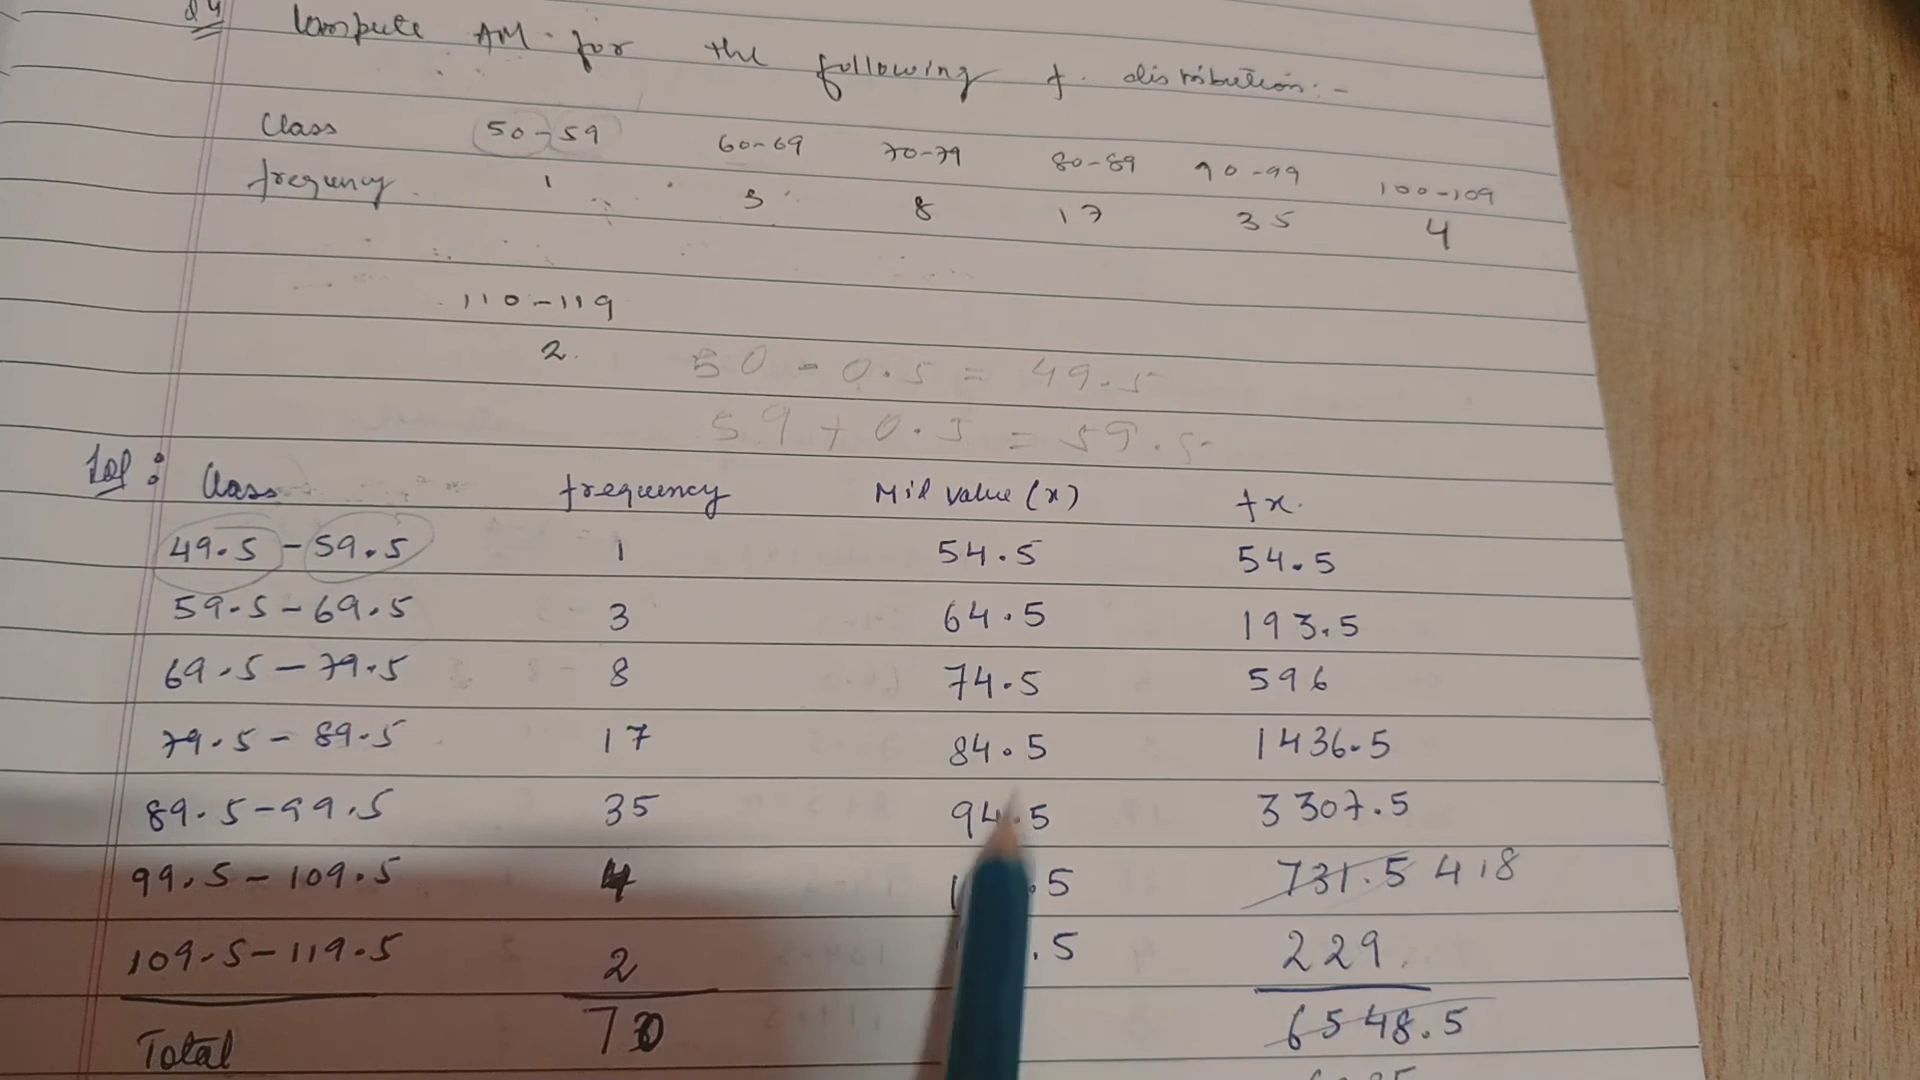 Q4 Compute AM. for the following f. distribution:-
Class 50-59 60-69 70-79 80-89 90-99 100-109
frequency 1 3 8 17 35 4
110-119
2.
50 - 0.5 = 49.5
59 + 0.5 = 59.5
Sol: Class frequency Mid value (x) fx.
49.5-59.5 1 54.5 54.5
59.5-69.5 3 64.5 193.5
69.5-79.5 8 74.5 596
79.5-89.5 17 84.5 1436.5
89.5-99.5 35 94.5 3307.5
99.5-109.5 4 .5 731.5 418
109.5-119.5 2 .5 229
Total 70 6548.5